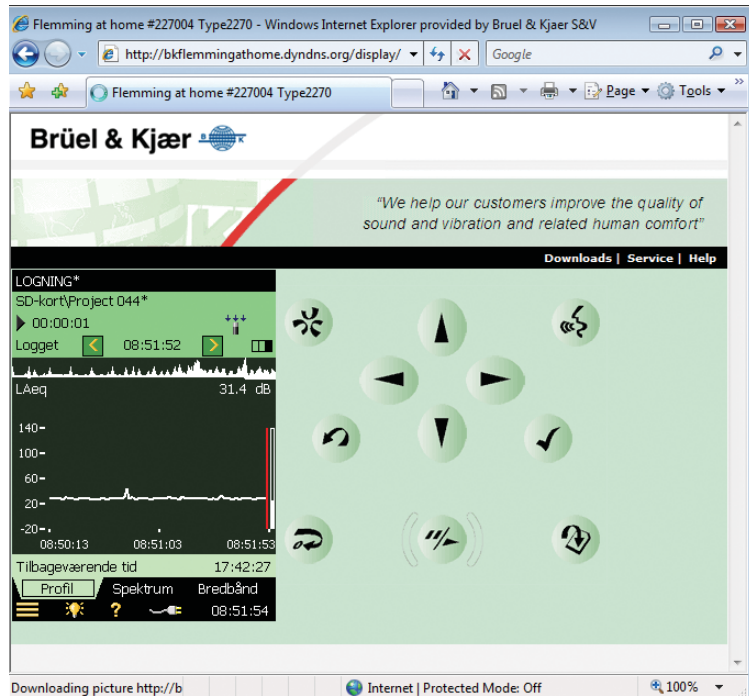 Flemming at home #227004 Type2270 - Windows Internet Explorer provided by Bruel & Kjaer S&V
http://bkflemmingathome.dyndns.org/display/
Google
Flemming at home #227004 Type2270
Page
Tools
Brüel & Kjær
B K
"We help our customers improve the quality of
sound and vibration and related human comfort"
Downloads | Service | Help
LOGNING*
SD-kort\Project 044*
00:00:01
Logget 08:51:52
LAeq 31.4 dB
140-
100-
60-
20-
-20-
08:50:13 08:51:03 08:51:53
Tilbageværende tid 17:42:27
Profil Spektrum Bredbånd
? 08:51:54
Downloading picture http://b
Internet | Protected Mode: Off
100%